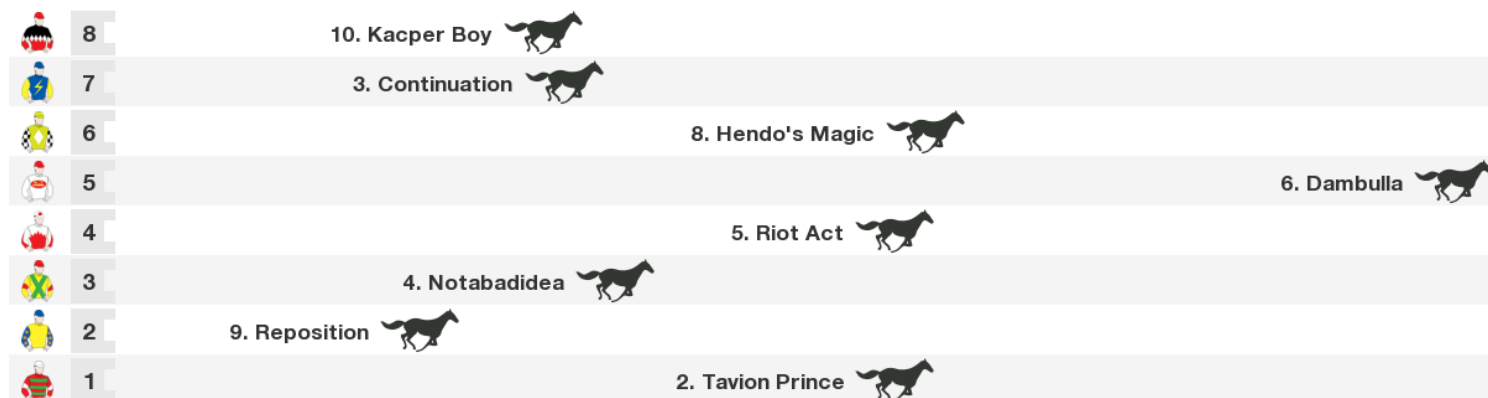 8 10. Kacper Boy
7 3. Continuation
6 8. Hendo's Magic
5 6. Dambulla
4 5. Riot Act
3 4. Notabadidea
2 9. Reposition
1 2. Tavion Prince